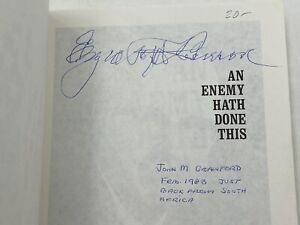 20-
AN
ENEMY
HATH
DONE
THIS
JOHN M CRAWFORD
FEB. 1983 JUST
BACK FROM SOUTH
AFRICA